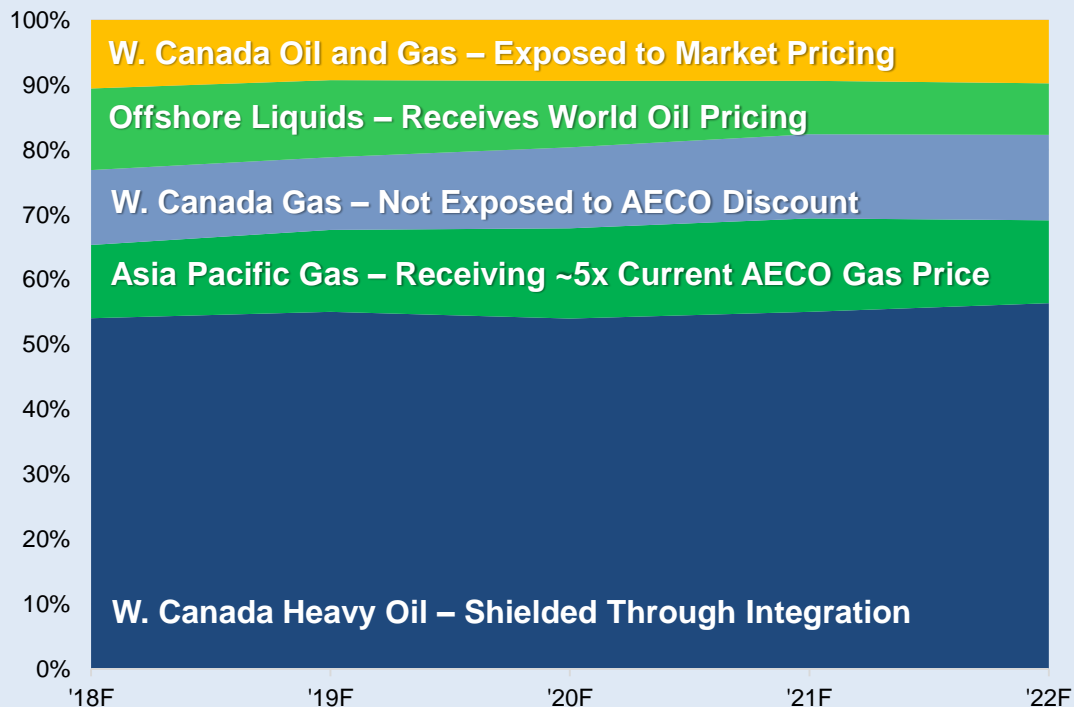 100%
90%
80%
70%
60%
50%
40%
30%
20%
10%
0%
W. Canada Oil and Gas – Exposed to Market Pricing
Offshore Liquids – Receives World Oil Pricing
W. Canada Gas – Not Exposed to AECO Discount
Asia Pacific Gas – Receiving ~5x Current AECO Gas Price
W. Canada Heavy Oil – Shielded Through Integration
'18F
'19F
'20F
'21F
'22F